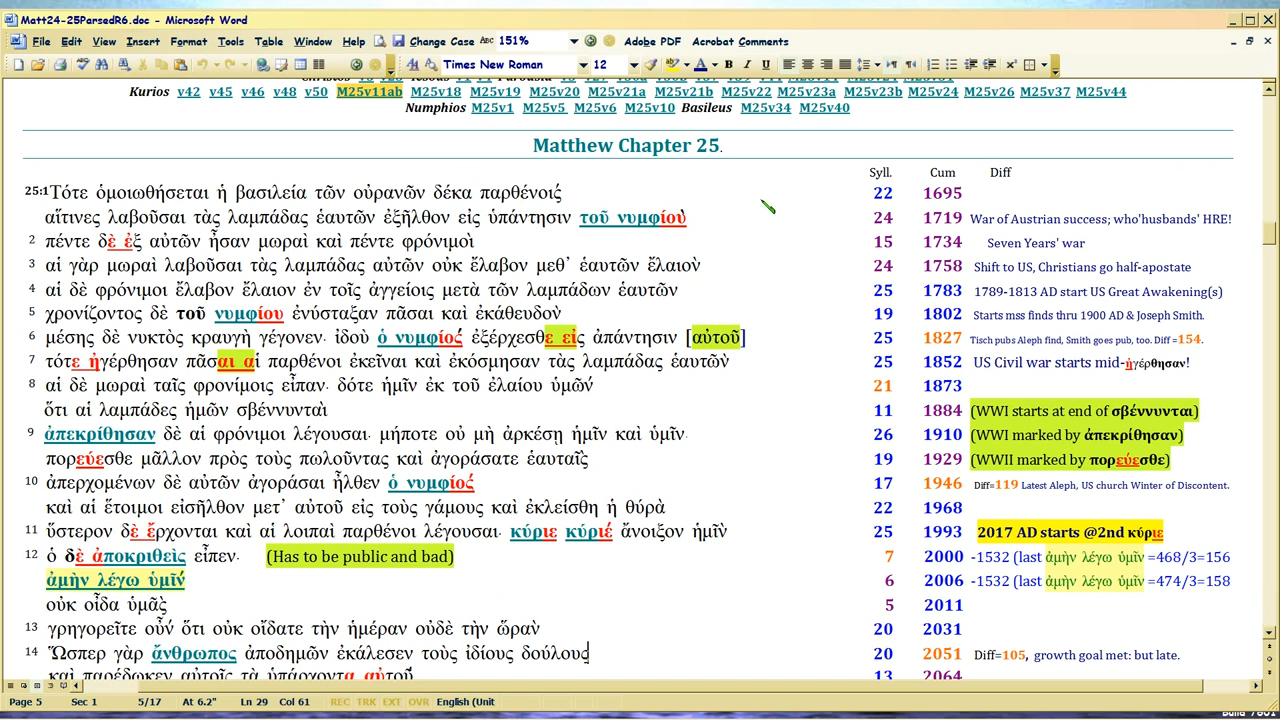 Matt24-25ParsedR6.doc - Microsoft Word
File Edit View Insert Format Tools Table Window Help Change Case ABC 151% Adobe PDF Acrobat Comments
Times New Roman 12 B I U
Kurios v42 v45 v46 v48 v50 M25v11ab M25v18 M25v19 M25v20 M25v21a M25v21b M25v22 M25v23a M25v23b M25v24 M25v26 M25v37 M25v44
Numphios M25v1 M25v5 M25v6 M25v10 Basileus M25v34 M25v40
Matthew Chapter 25.
Syll. Cum Diff
25:1 Τότε ὁμοιωθήσεται ἡ βασιλεία τῶν οὐρανῶν δέκα παρθένοις 22 1695
αἵτινες λαβοῦσαι τὰς λαμπάδας ἑαυτῶν ἐξῆλθον εἰς ὑπάντησιν τοῦ νυμφίου 24 1719 War of Austrian success; who'husbands' HRE!
2 πέντε δὲ ἐξ αὐτῶν ἦσαν μωραὶ καὶ πέντε φρόνιμοι 15 1734 Seven Years' war
3 αἱ γὰρ μωραὶ λαβοῦσαι τὰς λαμπάδας αὐτῶν οὐκ ἔλαβον μεθ᾽ ἑαυτῶν ἔλαιον 24 1758 Shift to US, Christians go half-apostate
4 αἱ δὲ φρόνιμοι ἔλαβον ἔλαιον ἐν τοῖς ἀγγείοις μετὰ τῶν λαμπάδων ἑαυτῶν 25 1783 1789-1813 AD start US Great Awakening(s)
5 χρονίζοντος δὲ τοῦ νυμφίου ἐνύσταξαν πᾶσαι καὶ ἐκάθευδον 19 1802 Starts mss finds thru 1900 AD & Joseph Smith.
6 μέσης δὲ νυκτὸς κραυγὴ γέγονεν· ἰδοὺ ὁ νυμφίος ἐξέρχεσθε εἰς ἀπάντησιν [αὐτοῦ] 25 1827 Tisch pubs Aleph find, Smith goes pub, too. Diff =154.
7 τότε ἠγέρθησαν πᾶσαι αἱ παρθένοι ἐκεῖναι καὶ ἐκόσμησαν τὰς λαμπάδας ἑαυτῶν 25 1852 US Civil war starts mid-ἠγέρθησαν!
8 αἱ δὲ μωραὶ ταῖς φρονίμοις εἶπαν· δότε ἡμῖν ἐκ τοῦ ἐλαίου ὑμῶν 21 1873
ὅτι αἱ λαμπάδες ἡμῶν σβέννυνται 11 1884 (WWI starts at end of σβέννυνται)
9 ἀπεκρίθησαν δὲ αἱ φρόνιμοι λέγουσαι· μήποτε οὐ μὴ ἀρκέσῃ ἡμῖν καὶ ὑμῖν· 26 1910 (WWI marked by ἀπεκρίθησαν)
πορεύεσθε μᾶλλον πρὸς τοὺς πωλοῦντας καὶ ἀγοράσατε ἑαυταῖς 19 1929 (WWII marked by πορεύεσθε)
10 ἀπερχομένων δὲ αὐτῶν ἀγοράσαι ἦλθεν ὁ νυμφίος 17 1946 Diff=119 Latest Aleph, US church Winter of Discontent.
καὶ αἱ ἕτοιμοι εἰσῆλθον μετ᾽ αὐτοῦ εἰς τοὺς γάμους καὶ ἐκλείσθη ἡ θύρα 22 1968
11 ὕστερον δὲ ἔρχονται καὶ αἱ λοιπαὶ παρθένοι λέγουσαι· κύριε κύριε ἄνοιξον ἡμῖν 25 1993 2017 AD starts @2nd κύριε
12 ὁ δὲ ἀποκριθεὶς εἶπεν· (Has to be public and bad) 7 2000 -1532 (last ἀμὴν λέγω ὑμῖν =468/3=156
ἀμὴν λέγω ὑμῖν 6 2006 -1532 (last ἀμὴν λέγω ὑμῖν =474/3=158
οὐκ οἶδα ὑμᾶς 5 2011
13 γρηγορεῖτε οὖν ὅτι οὐκ οἴδατε τὴν ἡμέραν οὐδὲ τὴν ὥραν 20 2031
14 Ὥσπερ γὰρ ἄνθρωπος ἀποδημῶν ἐκάλεσεν τοὺς ἰδίους δούλους 20 2051 Diff=105, growth goal met: but late.
καὶ παρέδωκεν αὐτοῖς τὰ ὑπάρχοντα αὐτοῦ 13 2064
Page 5 Sec 1 5/17 At 6.2" Ln 29 Col 61 REC TRK EXT OVR English (Unit